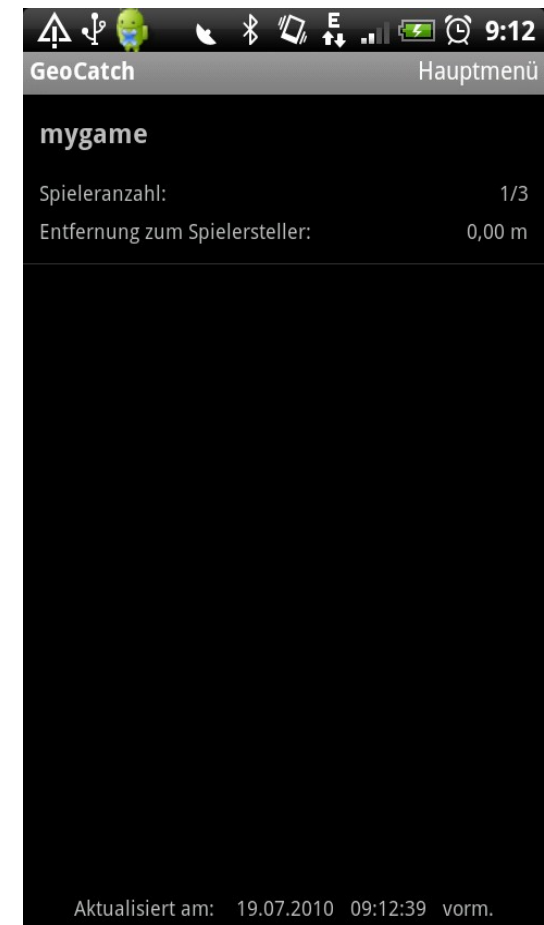 E 9:12
GeoCatch Hauptmenü
mygame
Spieleranzahl: 1/3
Entfernung zum Spielersteller: 0,00 m
Aktualisiert am: 19.07.2010 09:12:39 vorm.